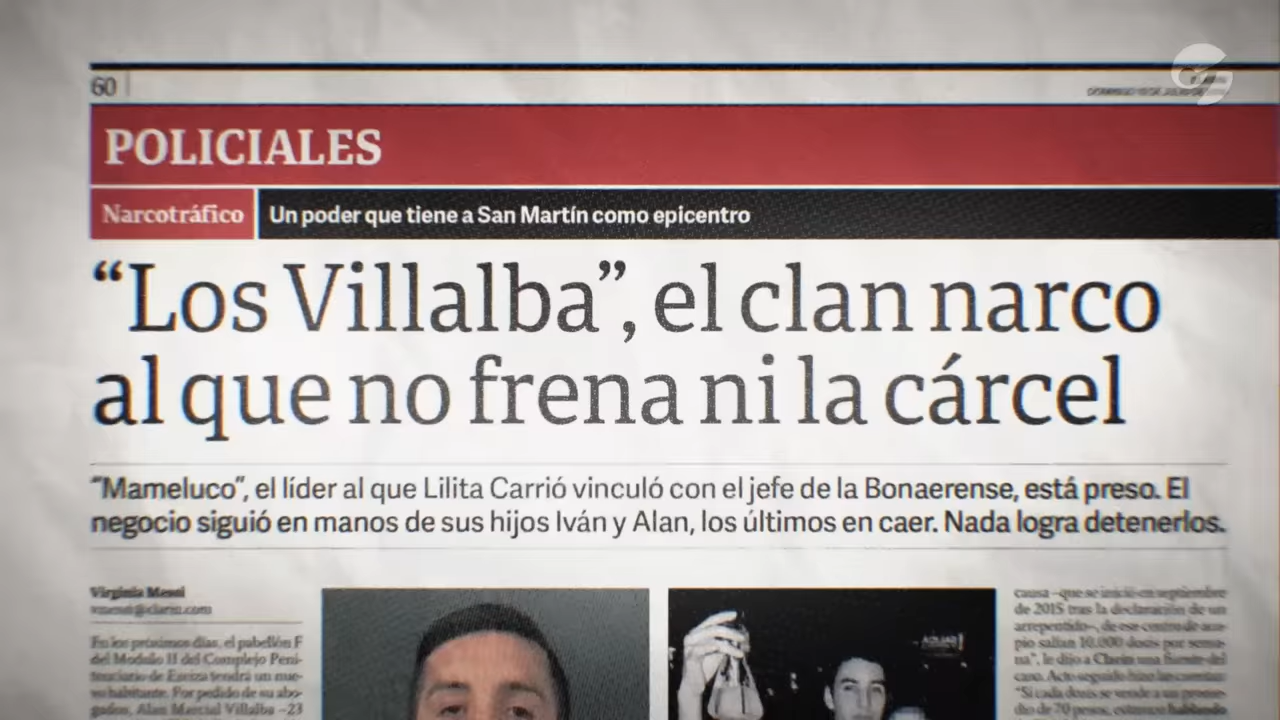 60
POLICIALES
Narcotráfico
Un poder que tiene a San Martín como epicentro
“Los Villalba”, el clan narco
al que no frena ni la cárcel
“Mameluco”, el líder al que Lilita Carrió vinculó con el jefe de la Bonaerense, está preso. El
negocio siguió en manos de sus hijos Iván y Alan, los últimos en caer. Nada logra detenerlos.
Virginia Messi
vmessi@clarin.com
En los próximos días, el pabellón F
del Modulo II del Complejo Peni-
tenciario de Ezeiza tendrá un nue-
vo habitante. Por pedido de su abo-
gados, Alan Marcial Villalba –23
causa –que se inició en septiembre
de 2015 tras la declaración de un
arrepentido–, de ese centro de aco-
pio salían 10.000 dosis por sema-
na”, le dijo a Clarín una fuente del
caso. Acto seguido hizo las cuentas:
“Si cada dosis se vende a un prome-
dio de 70 pesos, estamos hablando